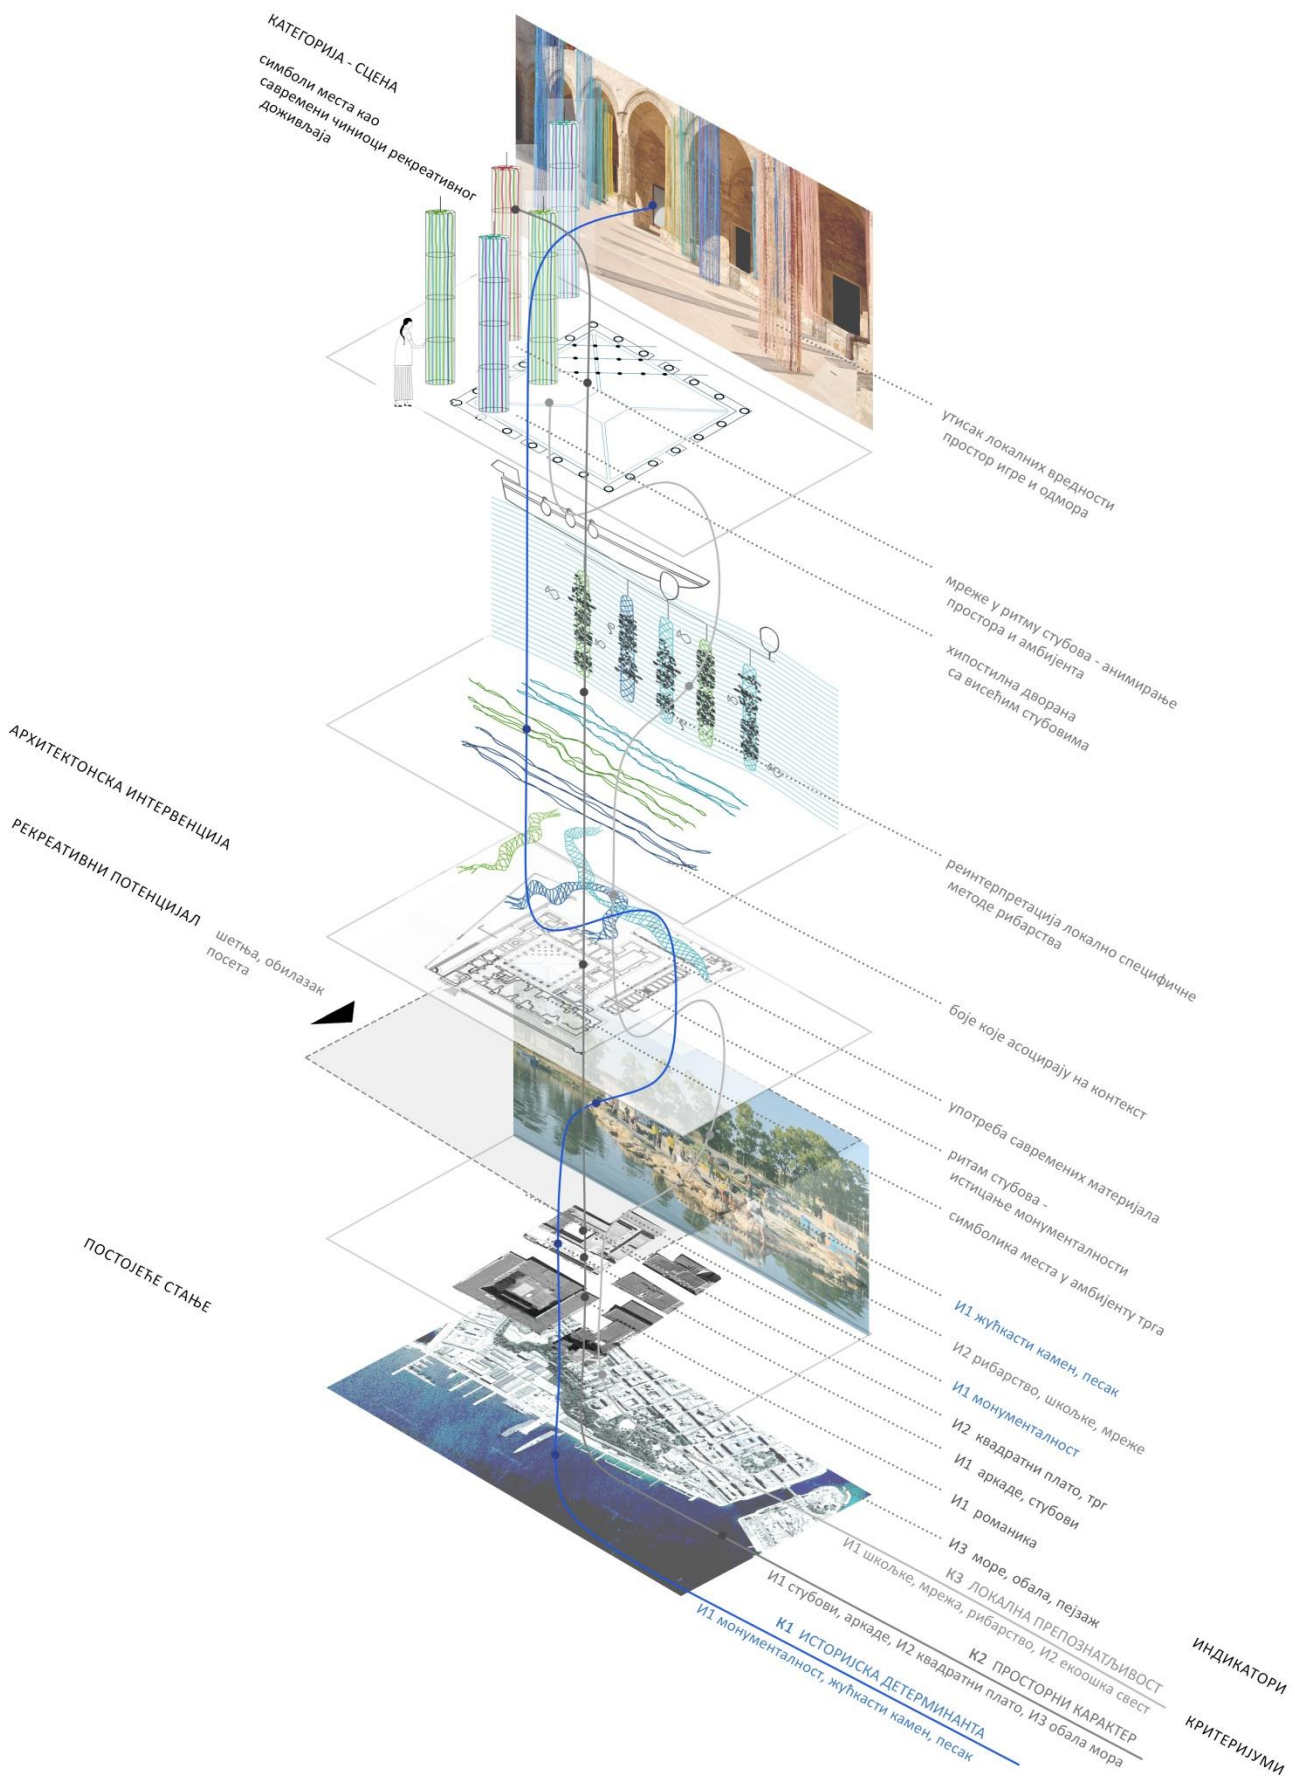 КАТЕГОРИЈА - СЦЕНА
симболи места као
савремени чиниоци рекреативног
доживљаја
утисак локалних вредности
простор игре и одмора
мреже у ритму стубова - анимирање
простора и амбијента
хипостилна дворана
са висећим стубовима
АРХИТЕКТОНСКА ИНТЕРВЕНЦИЈА
РЕКРЕАТИВНИ ПОТЕНЦИЈАЛ
шетња, обилазак
посета
реинтерпретација локално специфичне
методе рибарства
боје које асоцирају на контекст
употреба савремених материјала
ритам стубова -
истицање монументалности
симболика места у амбијенту трга
ПОСТОЈЕЋЕ СТАЊЕ
И1 жућкасти камен, песак
И2 рибарство, шкољке, мреже
И1 монументалност
И2 квадратни плато, трг
И1 аркаде, стубови
И1 романика
И3 море, обала, пејзаж
К3 ЛОКАЛНА ПРЕПОЗНАТЉИВОСТ
И1 шкољке, мрежа, рибарство, И2 екоошка свест
К2 ПРОСТОРНИ КАРАКТЕР
И1 стубови, аркаде, И2 квадратни плато, И3 обала мора
К1 ИСТОРИЈСКА ДЕТЕРМИНАНТА
И1 монументалност, жућкасти камен, песак
ИНДИКАТОРИ
КРИТЕРИЈУМИ